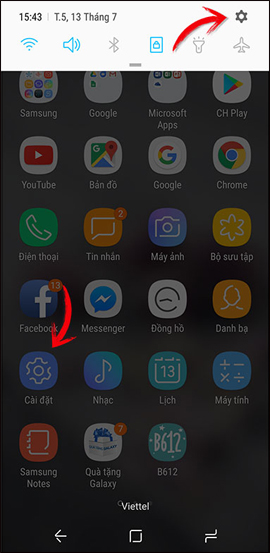 15:43 | T.5, 13 Tháng 7
Samsung Google Microsoft Apps CH Play
YouTube Bản đồ Google Chrome
2
Điện thoại Tin nhắn Máy ảnh Bộ sưu tập
13
Facebook Messenger Đồng hồ Danh bạ
13
Cài đặt Nhạc Lịch Máy tính
7
B612
Samsung Notes Quà tặng Galaxy B612
Viettel